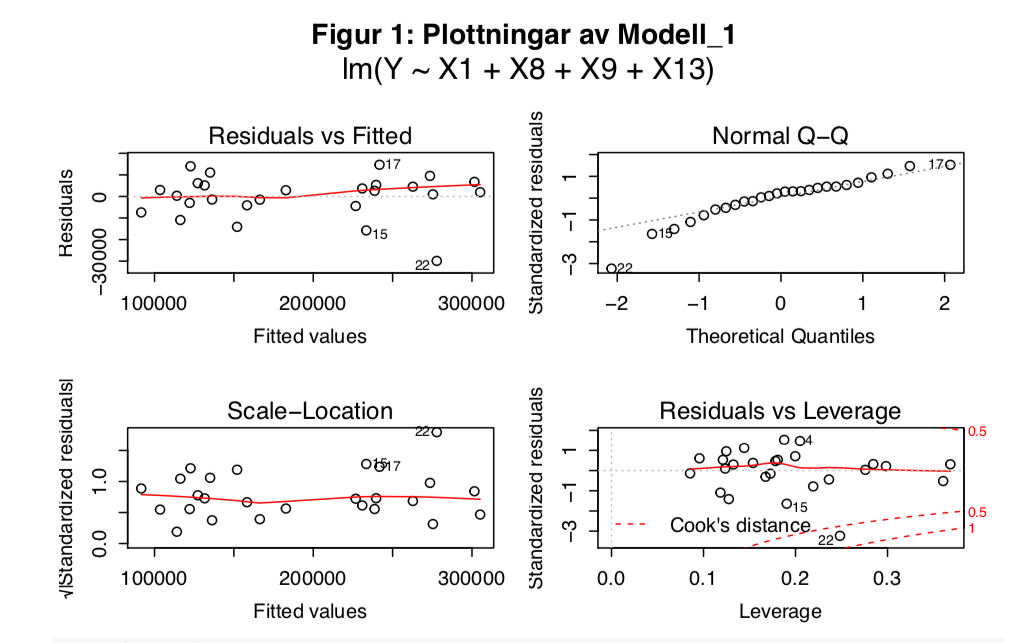 Figur 1: Plottningar av Modell_1
lm(Y ~ X1 + X8 + X9 + X13)
Residuals vs Fitted
Residuals
0
−30000
17
15
22
100000 200000 300000
Fitted values
Normal Q−Q
Standardized residuals
1
−1
−3
17
15
22
−2 −1 0 1 2
Theoretical Quantiles
Scale−Location
√|Standardized residuals|
1.0
0.0
22
15
17
100000 200000 300000
Fitted values
Residuals vs Leverage
Standardized residuals
1
−1
−3
4
15
22
Cook's distance
0.5
0.5
1
0.0 0.1 0.2 0.3
Leverage